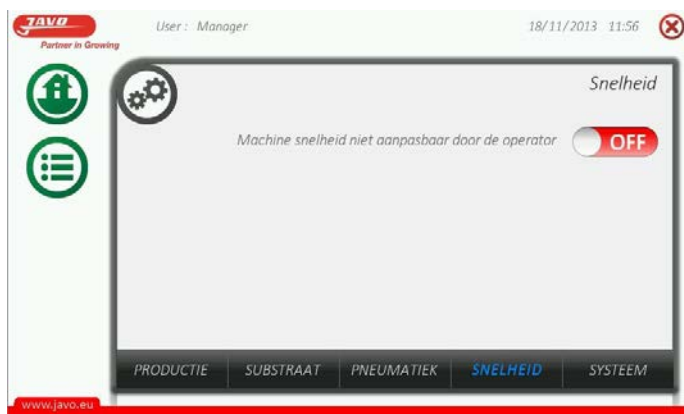 JAVO
Partner in Growing
User : Manager
18/11/2013 11:56
Snelheid
Machine snelheid niet aanpasbaar door de operator
OFF
PRODUCTIE SUBSTRAAT PNEUMATIEK SNELHEID SYSTEEM
www.javo.eu